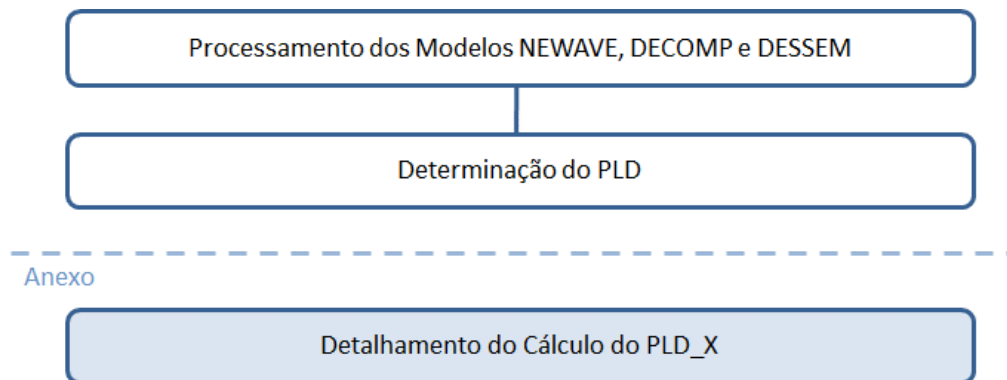 Processamento dos Modelos NEWAVE, DECOMP e DESSEM
Determinação do PLD
Anexo
Detalhamento do Cálculo do PLD_X